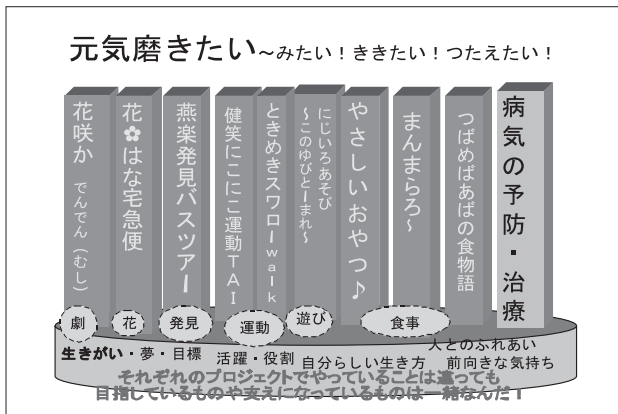 元気磨きたい～みたい！ききたい！つたえたい！
花咲か でんでん（むし）
花✿はな宅急便
燕楽発見バスツアー
健笑にこにこ運動TAI
ときめきスワローwalk
にじいろあそび
～このゆびとーまれ～
やさしいおやつ♪
まんまらろ～
つばめばあばの食物語
病気の予防・治療
劇
花
発見
運動
遊び
食事
生きがい・夢・目標
活躍・役割
自分らしい生き方
人とのふれあい
前向きな気持ち
それぞれのプロジェクトでやっていることは違っても
目指しているものや支えになっているものは一緒なんだ！